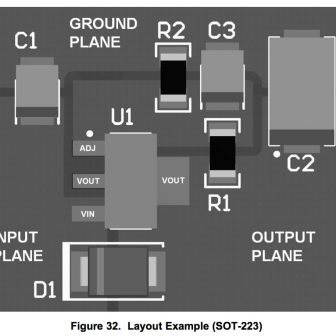 GROUND
PLANE
C1
R2
C3
U1
ADJ
VOUT
VOUT
VIN
R1
C2
INPUT
PLANE
OUTPUT
PLANE
D1
Figure 32. Layout Example (SOT-223)